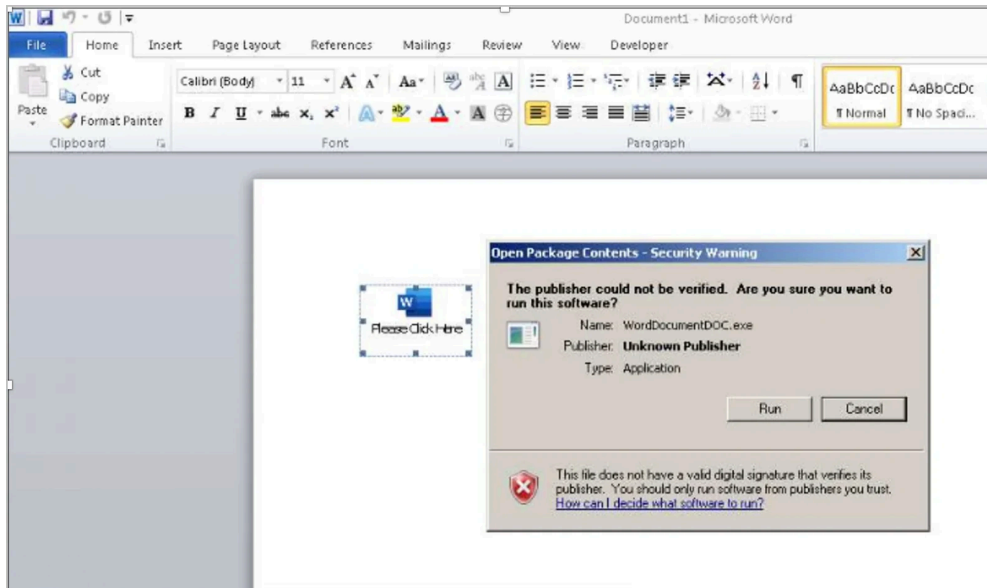 Document1 - Microsoft Word
File Home Insert Page Layout References Mailings Review View Developer
Cut
Copy
Format Painter
Paste
Clipboard
Calibri (Body) 11
Font
Paragraph
AaBbCcDc AaBbCcDc
¶ Normal ¶ No Spaci...
Please Click Here
Open Package Contents - Security Warning
The publisher could not be verified. Are you sure you want to
run this software?
Name: WordDocumentDOC.exe
Publisher: Unknown Publisher
Type: Application
Run Cancel
This file does not have a valid digital signature that verifies its
publisher. You should only run software from publishers you trust.
How can I decide what software to run?